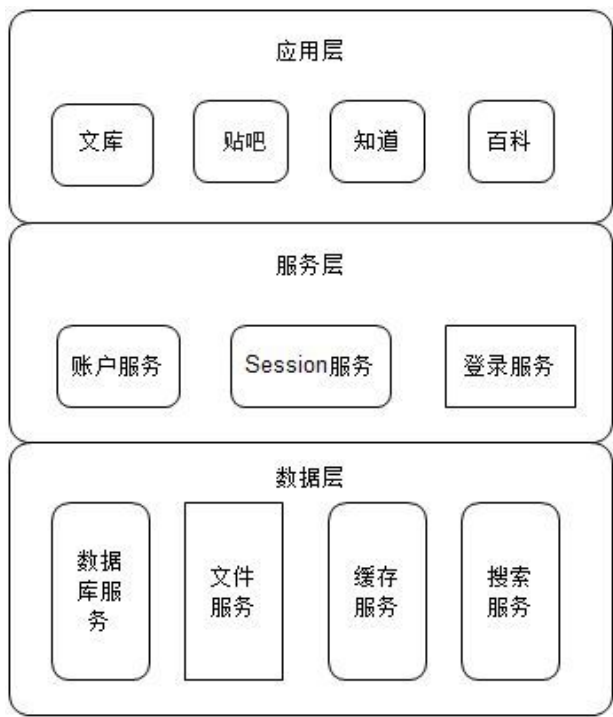 应用层
文库
贴吧
知道
百科
服务层
账户服务
Session服务
登录服务
数据层
数据
库服
务
文件
服务
缓存
服务
搜索
服务